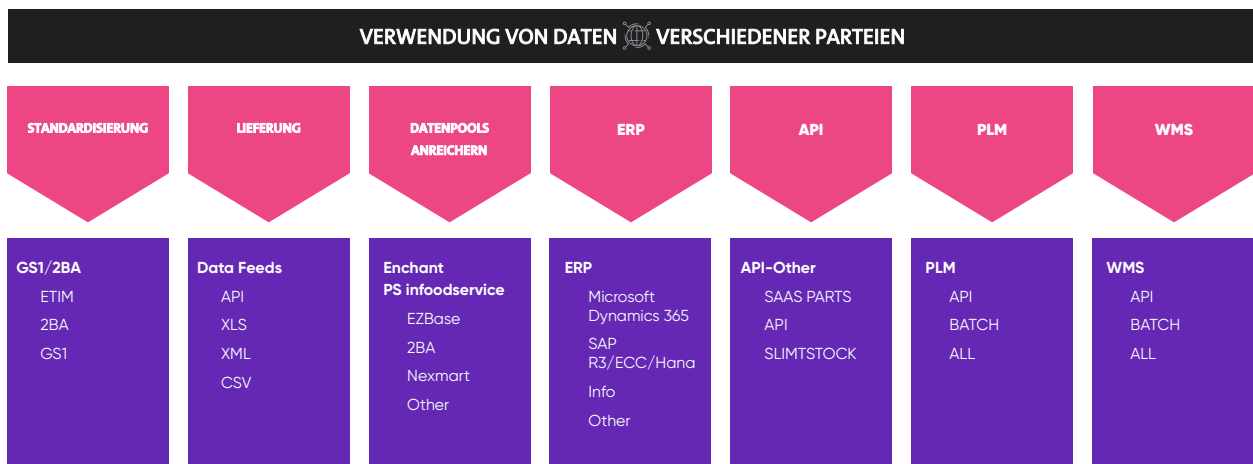 VERWENDUNG VON DATEN VERSCHIEDENER PARTEIEN
STANDARDISIERUNG
LIEFERUNG
DATENPOOLS
ANREICHERN
ERP
API
PLM
WMS
GS1/2BA
ETIM
2BA
GS1
Data Feeds
API
XLS
XML
CSV
Enchant
PS infoodservice
EZBase
2BA
Nexmart
Other
ERP
Microsoft
Dynamics 365
SAP
R3/ECC/Hana
Info
Other
API-Other
SAAS PARTS
API
SLIMTSTOCK
PLM
API
BATCH
ALL
WMS
API
BATCH
ALL